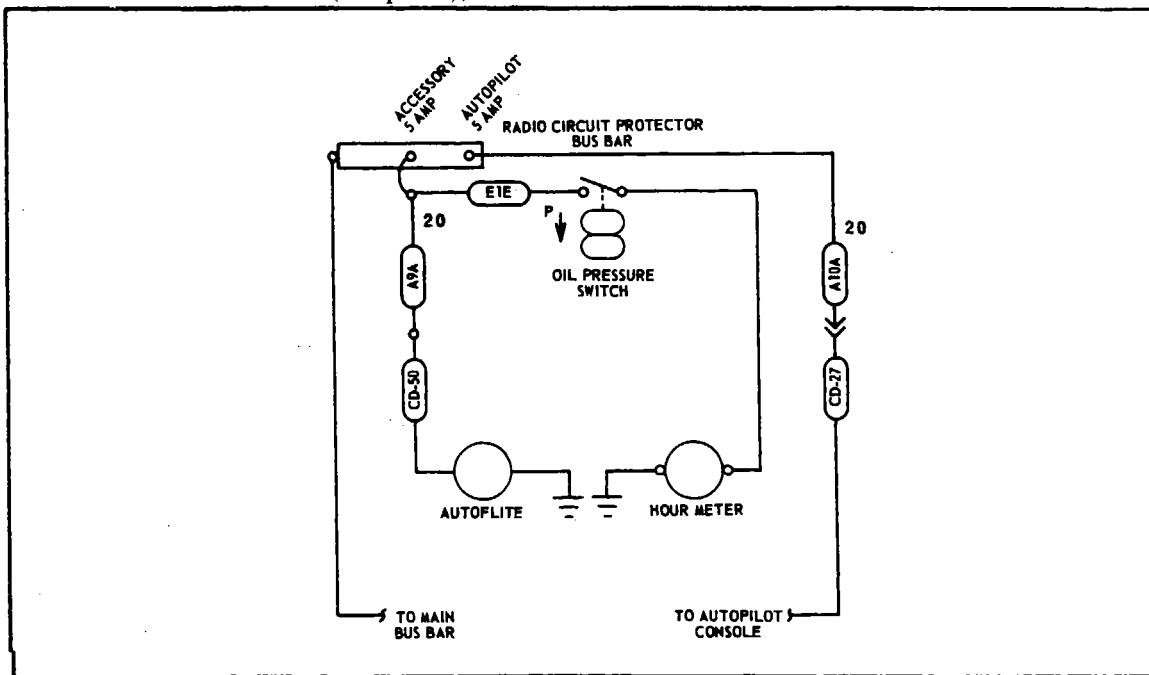 ACCESSORY
5 AMP
AUTOPILOT
5 AMP
RADIO CIRCUIT PROTECTOR
BUS BAR
E1E
20
P
OIL PRESSURE
SWITCH
20
A9A
A10A
CD-50
CD-27
AUTOFLITE
HOUR METER
TO MAIN
BUS BAR
TO AUTOPILOT
CONSOLE